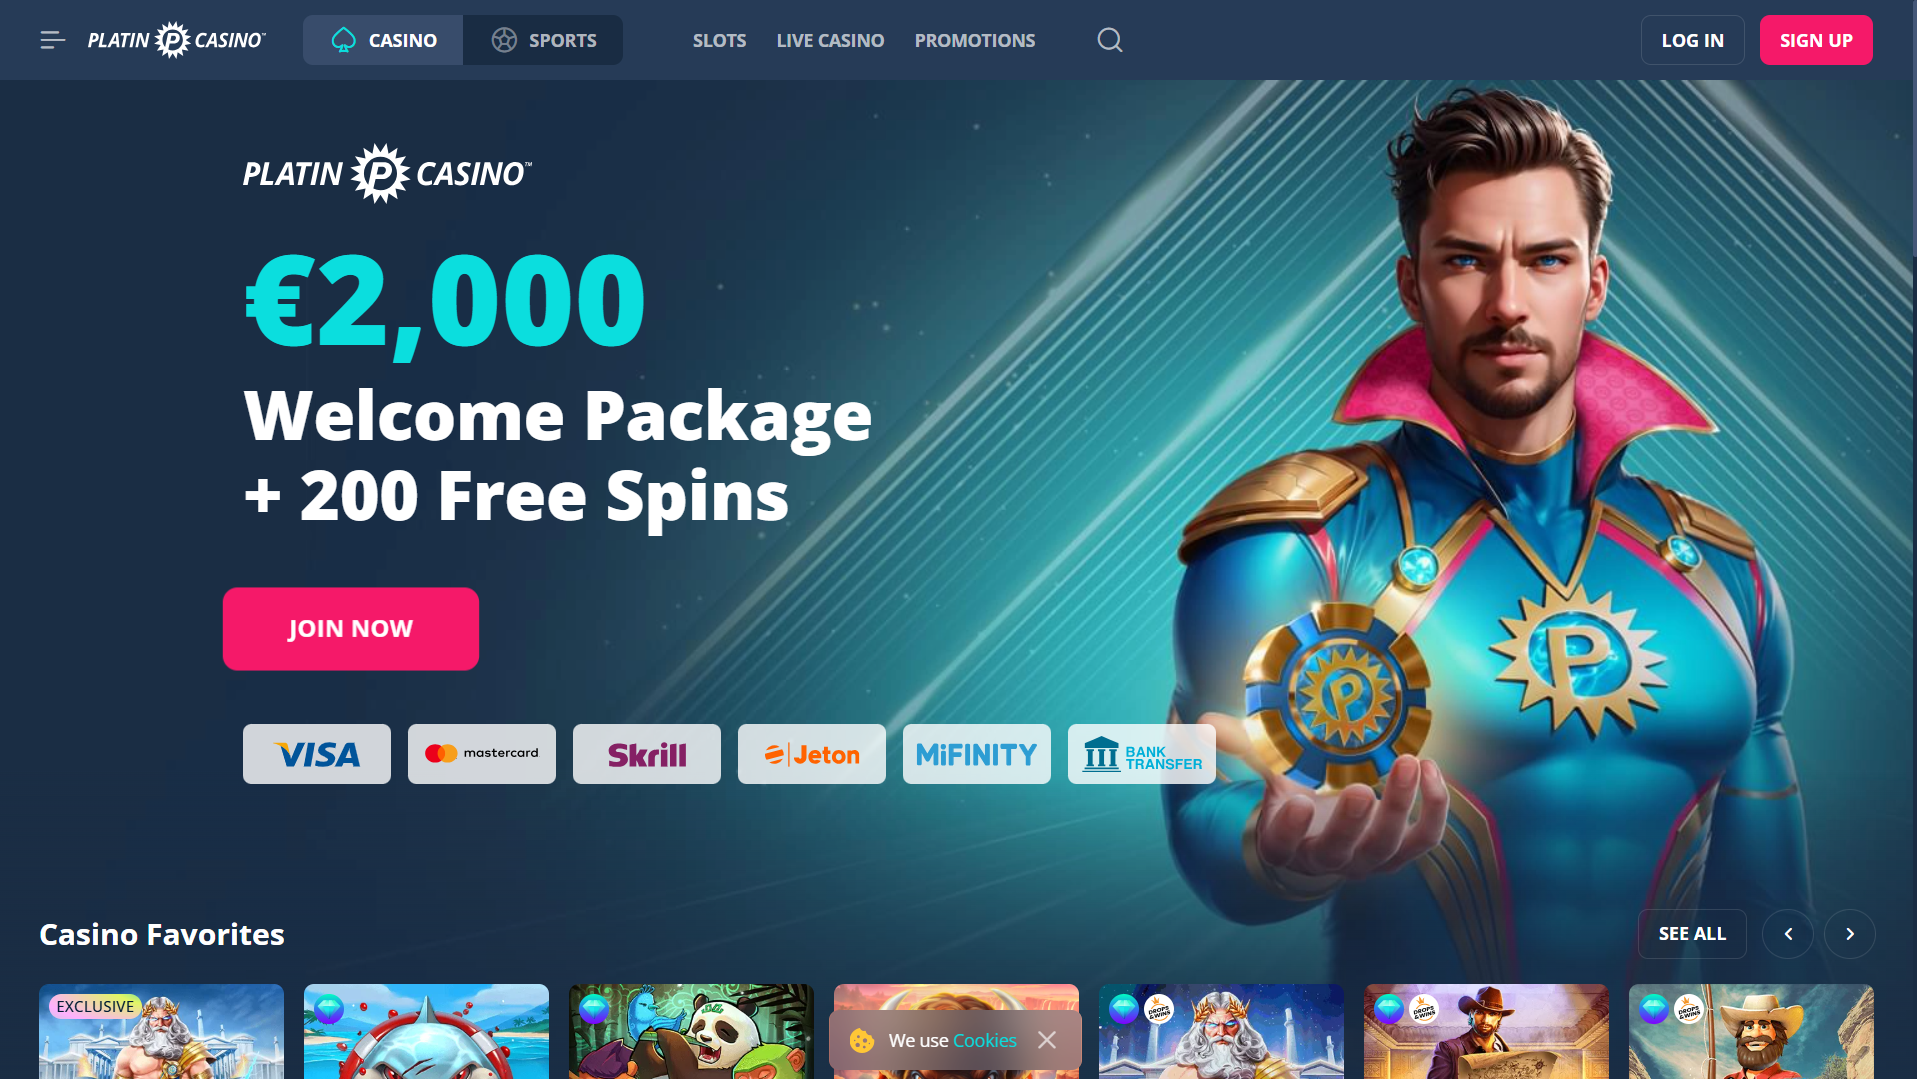 PLATIN P CASINO™
CASINO
SPORTS
SLOTS
LIVE CASINO
PROMOTIONS
LOG IN
SIGN UP
PLATIN P CASINO™
€2,000
Welcome Package
+ 200 Free Spins
JOIN NOW
VISA
mastercard
Skrill
Jeton
MiFINITY
BANK
TRANSFER
P
P
Casino Favorites
SEE ALL
EXCLUSIVE
DROPS
&WINS
DROPS
&WINS
DROPS
&WINS
We use Cookies